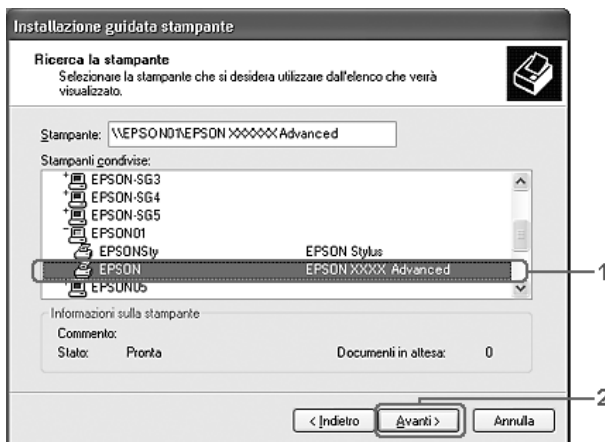 Installazione guidata stampante
Ricerca la stampante
Selezionare la stampante che si desidera utilizzare dall'elenco che verrà
visualizzato.
Stampante: \\EPSON01\EPSON XXXXXX Advanced
Stampanti condivise:
EPSON-SG3
EPSON-SG4
EPSON-SG5
EPSON01
EPSONSty EPSON Stylus
EPSON EPSON XXXX Advanced
1
EPSON05
Informazioni sulla stampante
Commento:
Stato: Pronta Documenti in attesa: 0
2
< Indietro Avanti > Annulla